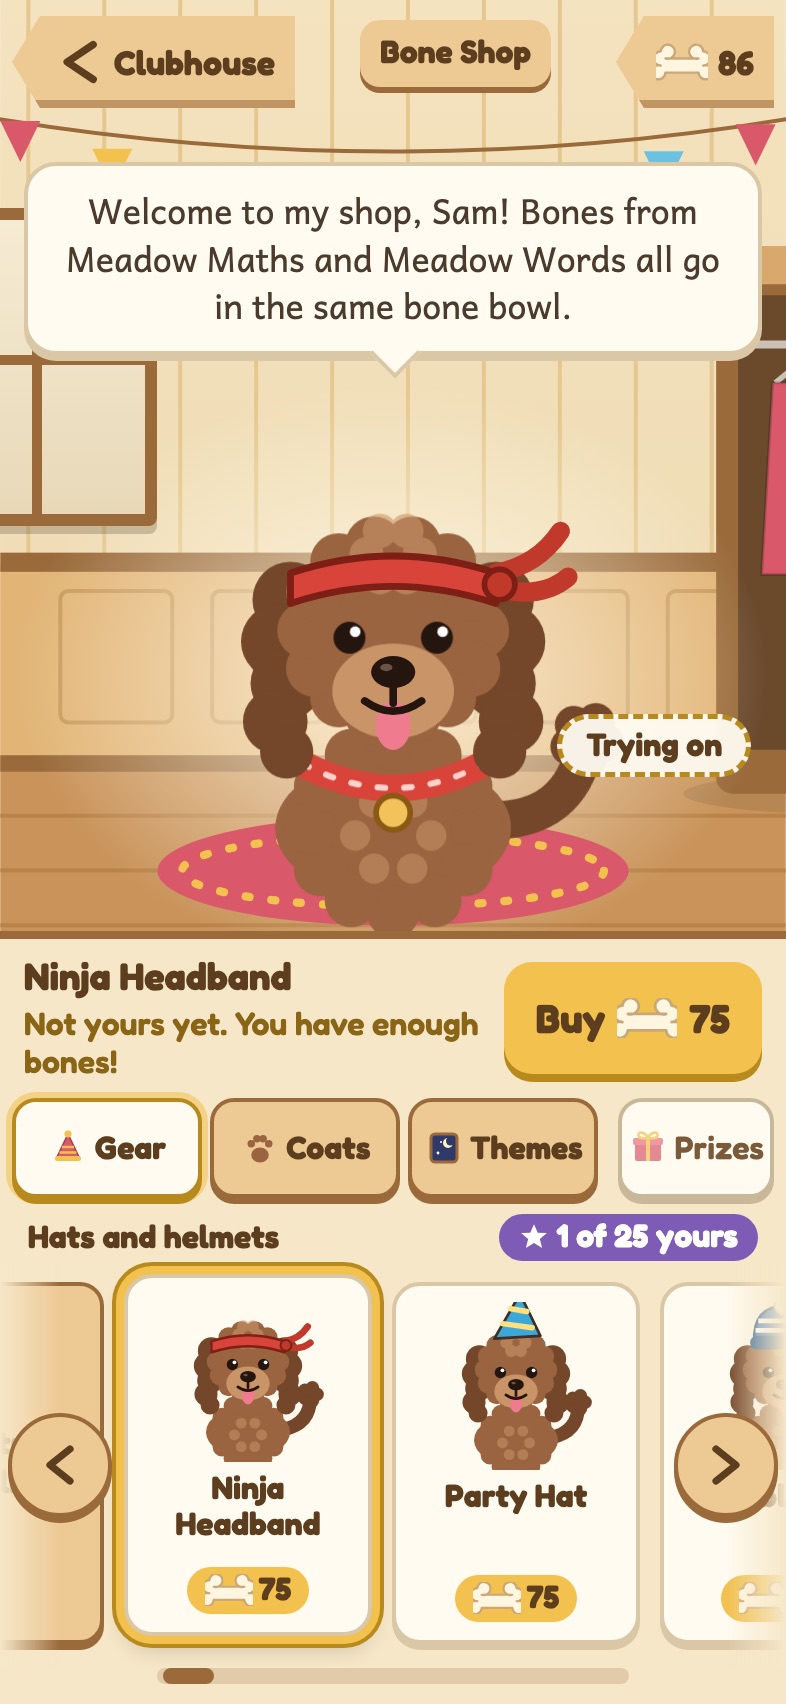 Clubhouse
Bone Shop
86
Welcome to my shop, Sam! Bones from
Meadow Maths and Meadow Words all go
in the same bone bowl.
Trying on
Ninja Headband
Not yours yet. You have enough
bones!
Buy 75
Gear
Coats
Themes
Prizes
Hats and helmets
★ 1 of 25 yours
Ninja
Headband
75
Party Hat
75